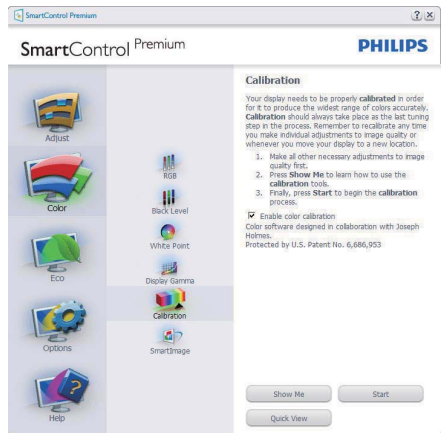 SmartControl Premium
? X
SmartControl Premium
PHILIPS
Adjust
Color
Eco
Options
Help
RGB
Black Level
White Point
Display Gamma
Calibration
SmartImage
Calibration
Your display needs to be properly calibrated in order
for it to produce the widest range of colors accurately.
Calibration should always take place as the last tuning
step in the process. Remember to recalibrate any time
you make individual adjustments to image quality or
whenever you move your display to a new location.
1. Make all other necessary adjustments to image
quality first.
2. Press Show Me to learn how to use the
calibration tools.
3. Finally, press Start to begin the calibration
process.
Enable color calibration
Color software designed in collaboration with Joseph
Holmes.
Protected by U.S. Patent No. 6,686,953
Show Me
Start
Quick View